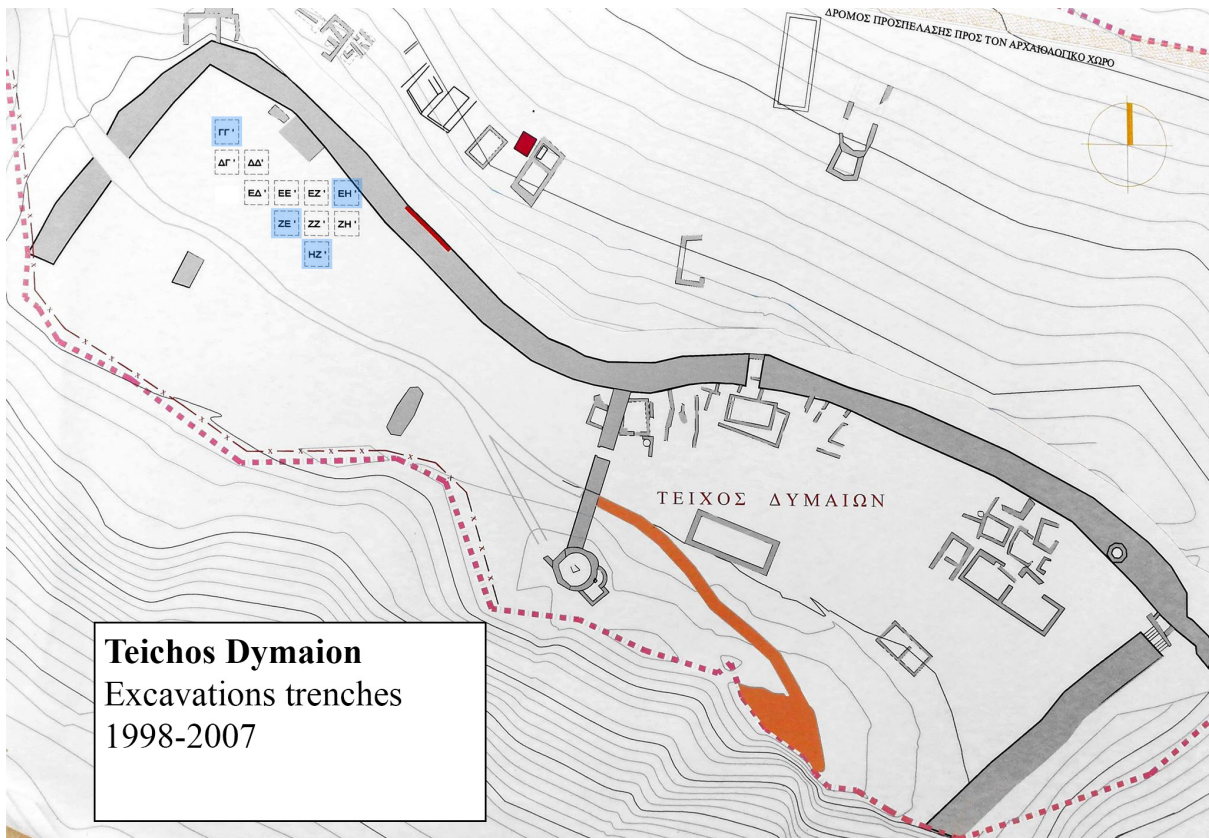 ΔΡΟΜΟΣ ΠΡΟΣΠΕΛΑΣΗΣ ΠΡΟΣ ΤΟΝ ΑΡΧΑΙΟΛΟΓΙΚΟ ΧΩΡΟ
ΓΓ'
ΔΓ' ΔΔ'
ΕΔ' ΕΕ' ΕΖ' ΕΗ'
ΖΕ' ΖΖ' ΖΗ'
ΗΖ'
ΤΕΙΧΟΣ ΔΥΜΑΙΩΝ
Teichos Dymaion
Excavations trenches
1998-2007